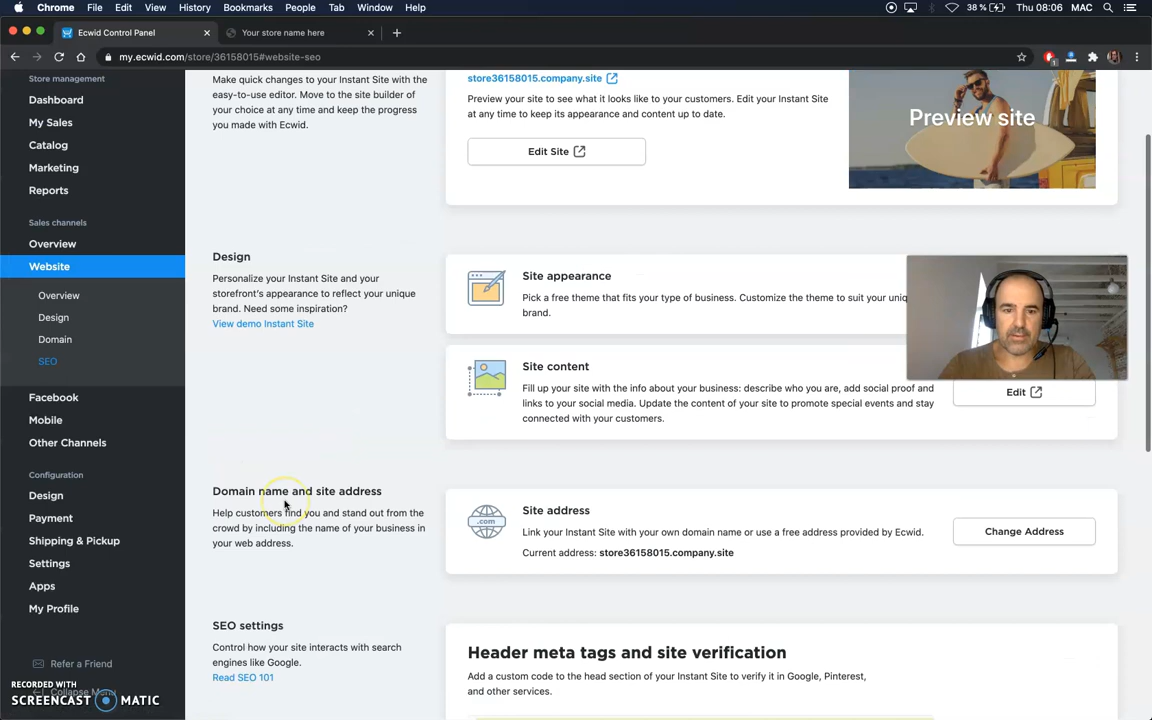 Chrome File Edit View History Bookmarks People Tab Window Help 38 % Thu 08:06 MAC
Ecwid Control Panel
Your store name here
my.ecwid.com/store/36158015#website-seo
Store management
Dashboard
My Sales
Catalog
Marketing
Reports
Sales channels
Overview
Website
Overview
Design
Domain
SEO
Facebook
Mobile
Other Channels
Configuration
Design
Payment
Shipping & Pickup
Settings
Apps
My Profile
Refer a Friend
Collapse Menu
RECORDED WITH
SCREENCAST MATIC
Make quick changes to your Instant Site with the
easy-to-use editor. Move to the site builder of
your choice at any time and keep the progress
you made with Ecwid.
store36158015.company.site
Preview your site to see what it looks like to your customers. Edit your Instant Site
at any time to keep its appearance and content up to date.
Edit Site
Preview site
Design
Personalize your Instant Site and your
storefront's appearance to reflect your unique
brand. Need some inspiration?
View demo Instant Site
Site appearance
Pick a free theme that fits your type of business. Customize the theme to suit your uniq
brand.
Site content
Fill up your site with the info about your business: describe who you are, add social proof and
links to your social media. Update the content of your site to promote special events and stay
connected with your customers.
Edit
Domain name and site address
Help customers find you and stand out from the
crowd by including the name of your business in
your web address.
Site address
Link your Instant Site with your own domain name or use a free address provided by Ecwid.
Current address: store36158015.company.site
Change Address
SEO settings
Control how your site interacts with search
engines like Google.
Read SEO 101
Header meta tags and site verification
Add a custom code to the head section of your Instant Site to verify it in Google, Pinterest,
and other services.